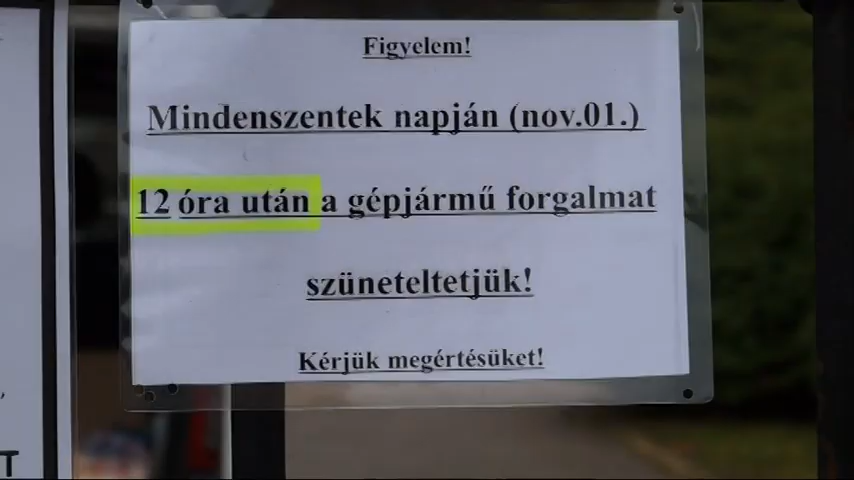 Figyelem!
Mindenszentek napján (nov.01.)
12 óra után a gépjármű forgalmat
szüneteltetjük!
Kérjük megértésüket!
T